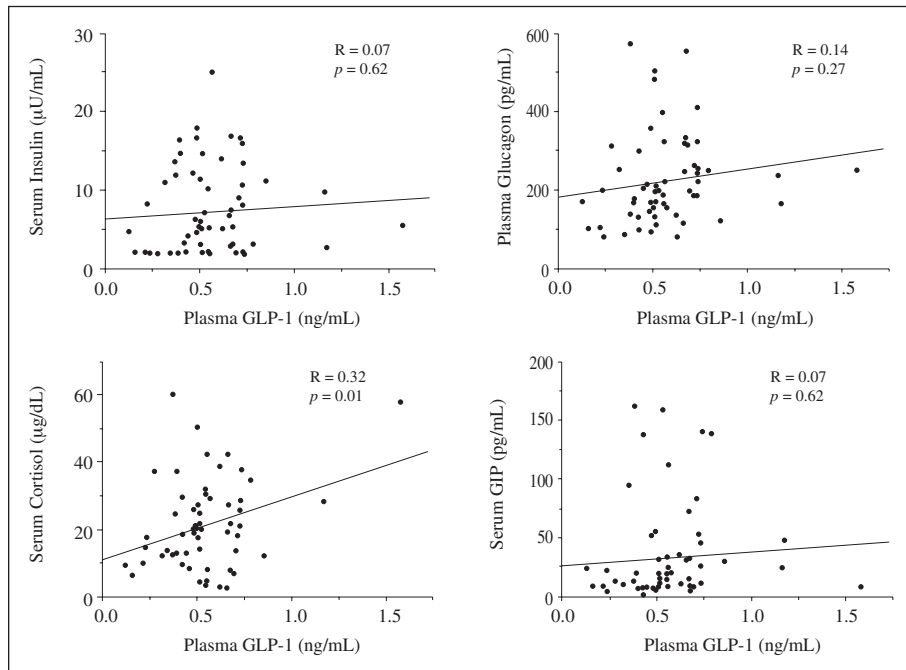 Serum Insulin (μU/mL)
30
20
10
0
R = 0.07
p = 0.62
0.0 0.5 1.0 1.5
Plasma GLP-1 (ng/mL)
Plasma Glucagon (pg/mL)
600
400
200
0
R = 0.14
p = 0.27
0.0 0.5 1.0 1.5
Plasma GLP-1 (ng/mL)
Serum Cortisol (μg/dL)
60
40
20
0
R = 0.32
p = 0.01
0.0 0.5 1.0 1.5
Plasma GLP-1 (ng/mL)
Serum GIP (pg/mL)
200
150
100
50
0
R = 0.07
p = 0.62
0.0 0.5 1.0 1.5
Plasma GLP-1 (ng/mL)